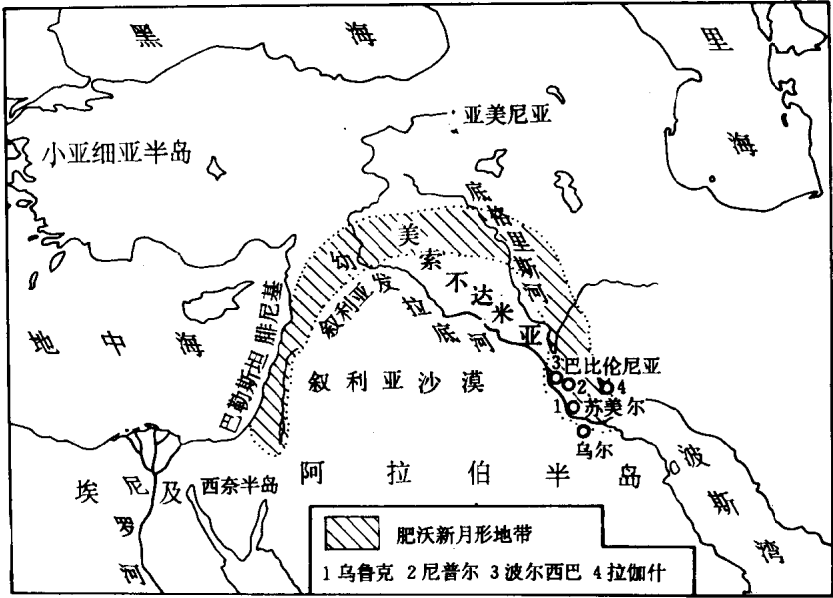 黑海
里海
亚美尼亚
小亚细亚半岛
底格里斯河
美索不达米亚
幼发拉底河
叙利亚
腓尼基
巴勒斯坦
地中海
叙利亚沙漠
3 巴比伦尼亚
2
4
1 苏美尔
乌尔
阿拉伯半岛
波斯湾
埃及
尼罗河
西奈半岛
肥沃新月形地带
1 乌鲁克 2 尼普尔 3 波尔西巴 4 拉伽什